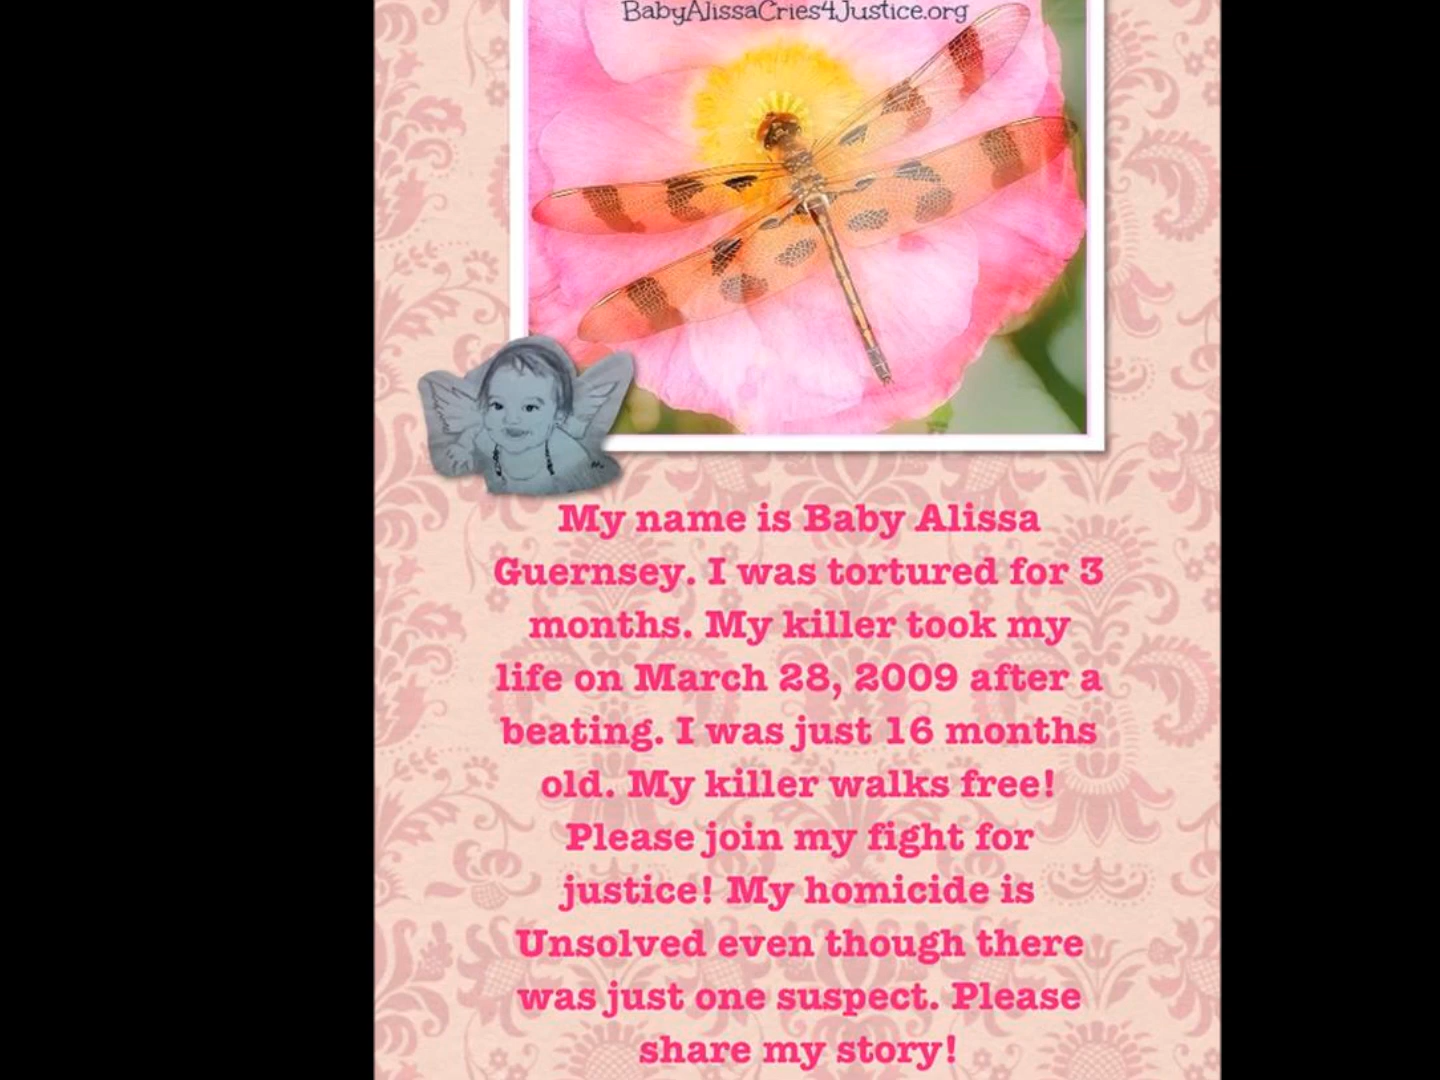 BabyAlissaCries4Justice.org
My name is Baby Alissa
Guernsey. I was tortured for 3
months. My killer took my
life on March 28, 2009 after a
beating. I was just 16 months
old. My killer walks free!
Please join my fight for
justice! My homicide is
Unsolved even though there
was just one suspect. Please
share my story!